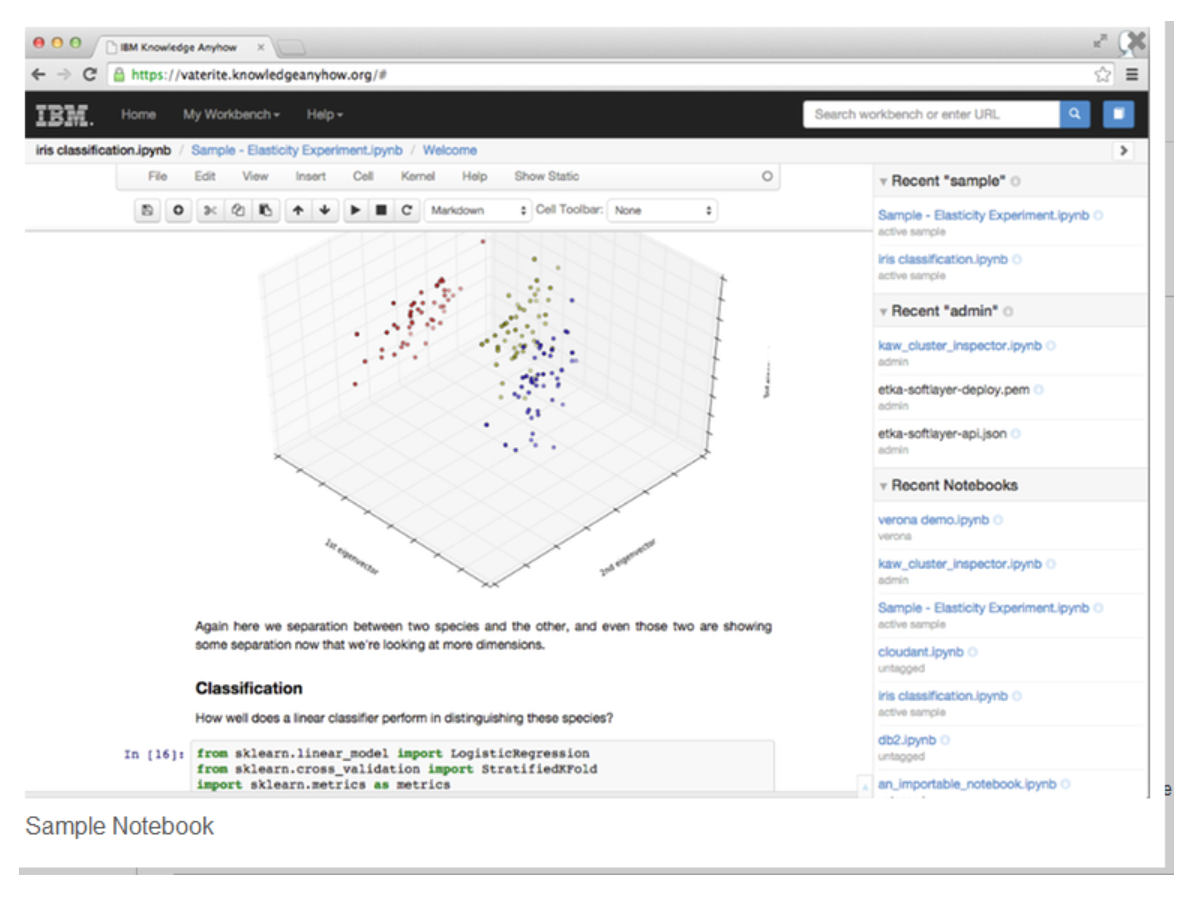 IBM Knowledge Anyhow
https://vaterite.knowledgeanyhow.org/#
IBM. Home My Workbench Help Search workbench or enter URL
iris classification.ipynb / Sample - Elasticity Experiment.ipynb / Welcome
File Edit View Insert Cell Kernel Help Show Static
Markdown Cell Toolbar: None
1st eigenvector
2nd eigenvector
Again here we separation between two species and the other, and even those two are showing
some separation now that we're looking at more dimensions.
Classification
How well does a linear classifier perform in distinguishing these species?
In [16]: from sklearn.linear_model import LogisticRegression
from sklearn.cross_validation import StratifiedKFold
import sklearn.metrics as metrics
Recent "sample"
Sample - Elasticity Experiment.ipynb
active sample
iris classification.ipynb
active sample
Recent "admin"
kaw_cluster_inspector.ipynb
admin
etka-softlayer-deploy.pem
admin
etka-softlayer-api.json
admin
Recent Notebooks
verona demo.ipynb
verona
kaw_cluster_inspector.ipynb
admin
Sample - Elasticity Experiment.ipynb
active sample
cloudant.ipynb
untagged
iris classification.ipynb
active sample
db2.ipynb
untagged
an_importable_notebook.ipynb
Sample Notebook